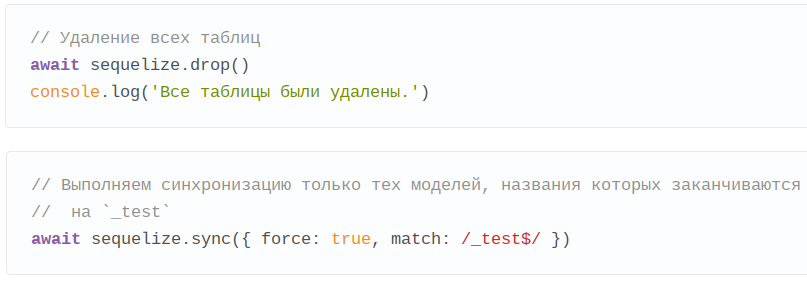 // Удаление всех таблиц
await sequelize.drop()
console.log('Все таблицы были удалены.')
// Выполняем синхронизацию только тех моделей, названия которых заканчиваются
//  на `_test`
await sequelize.sync({ force: true, match: /_test$/ })